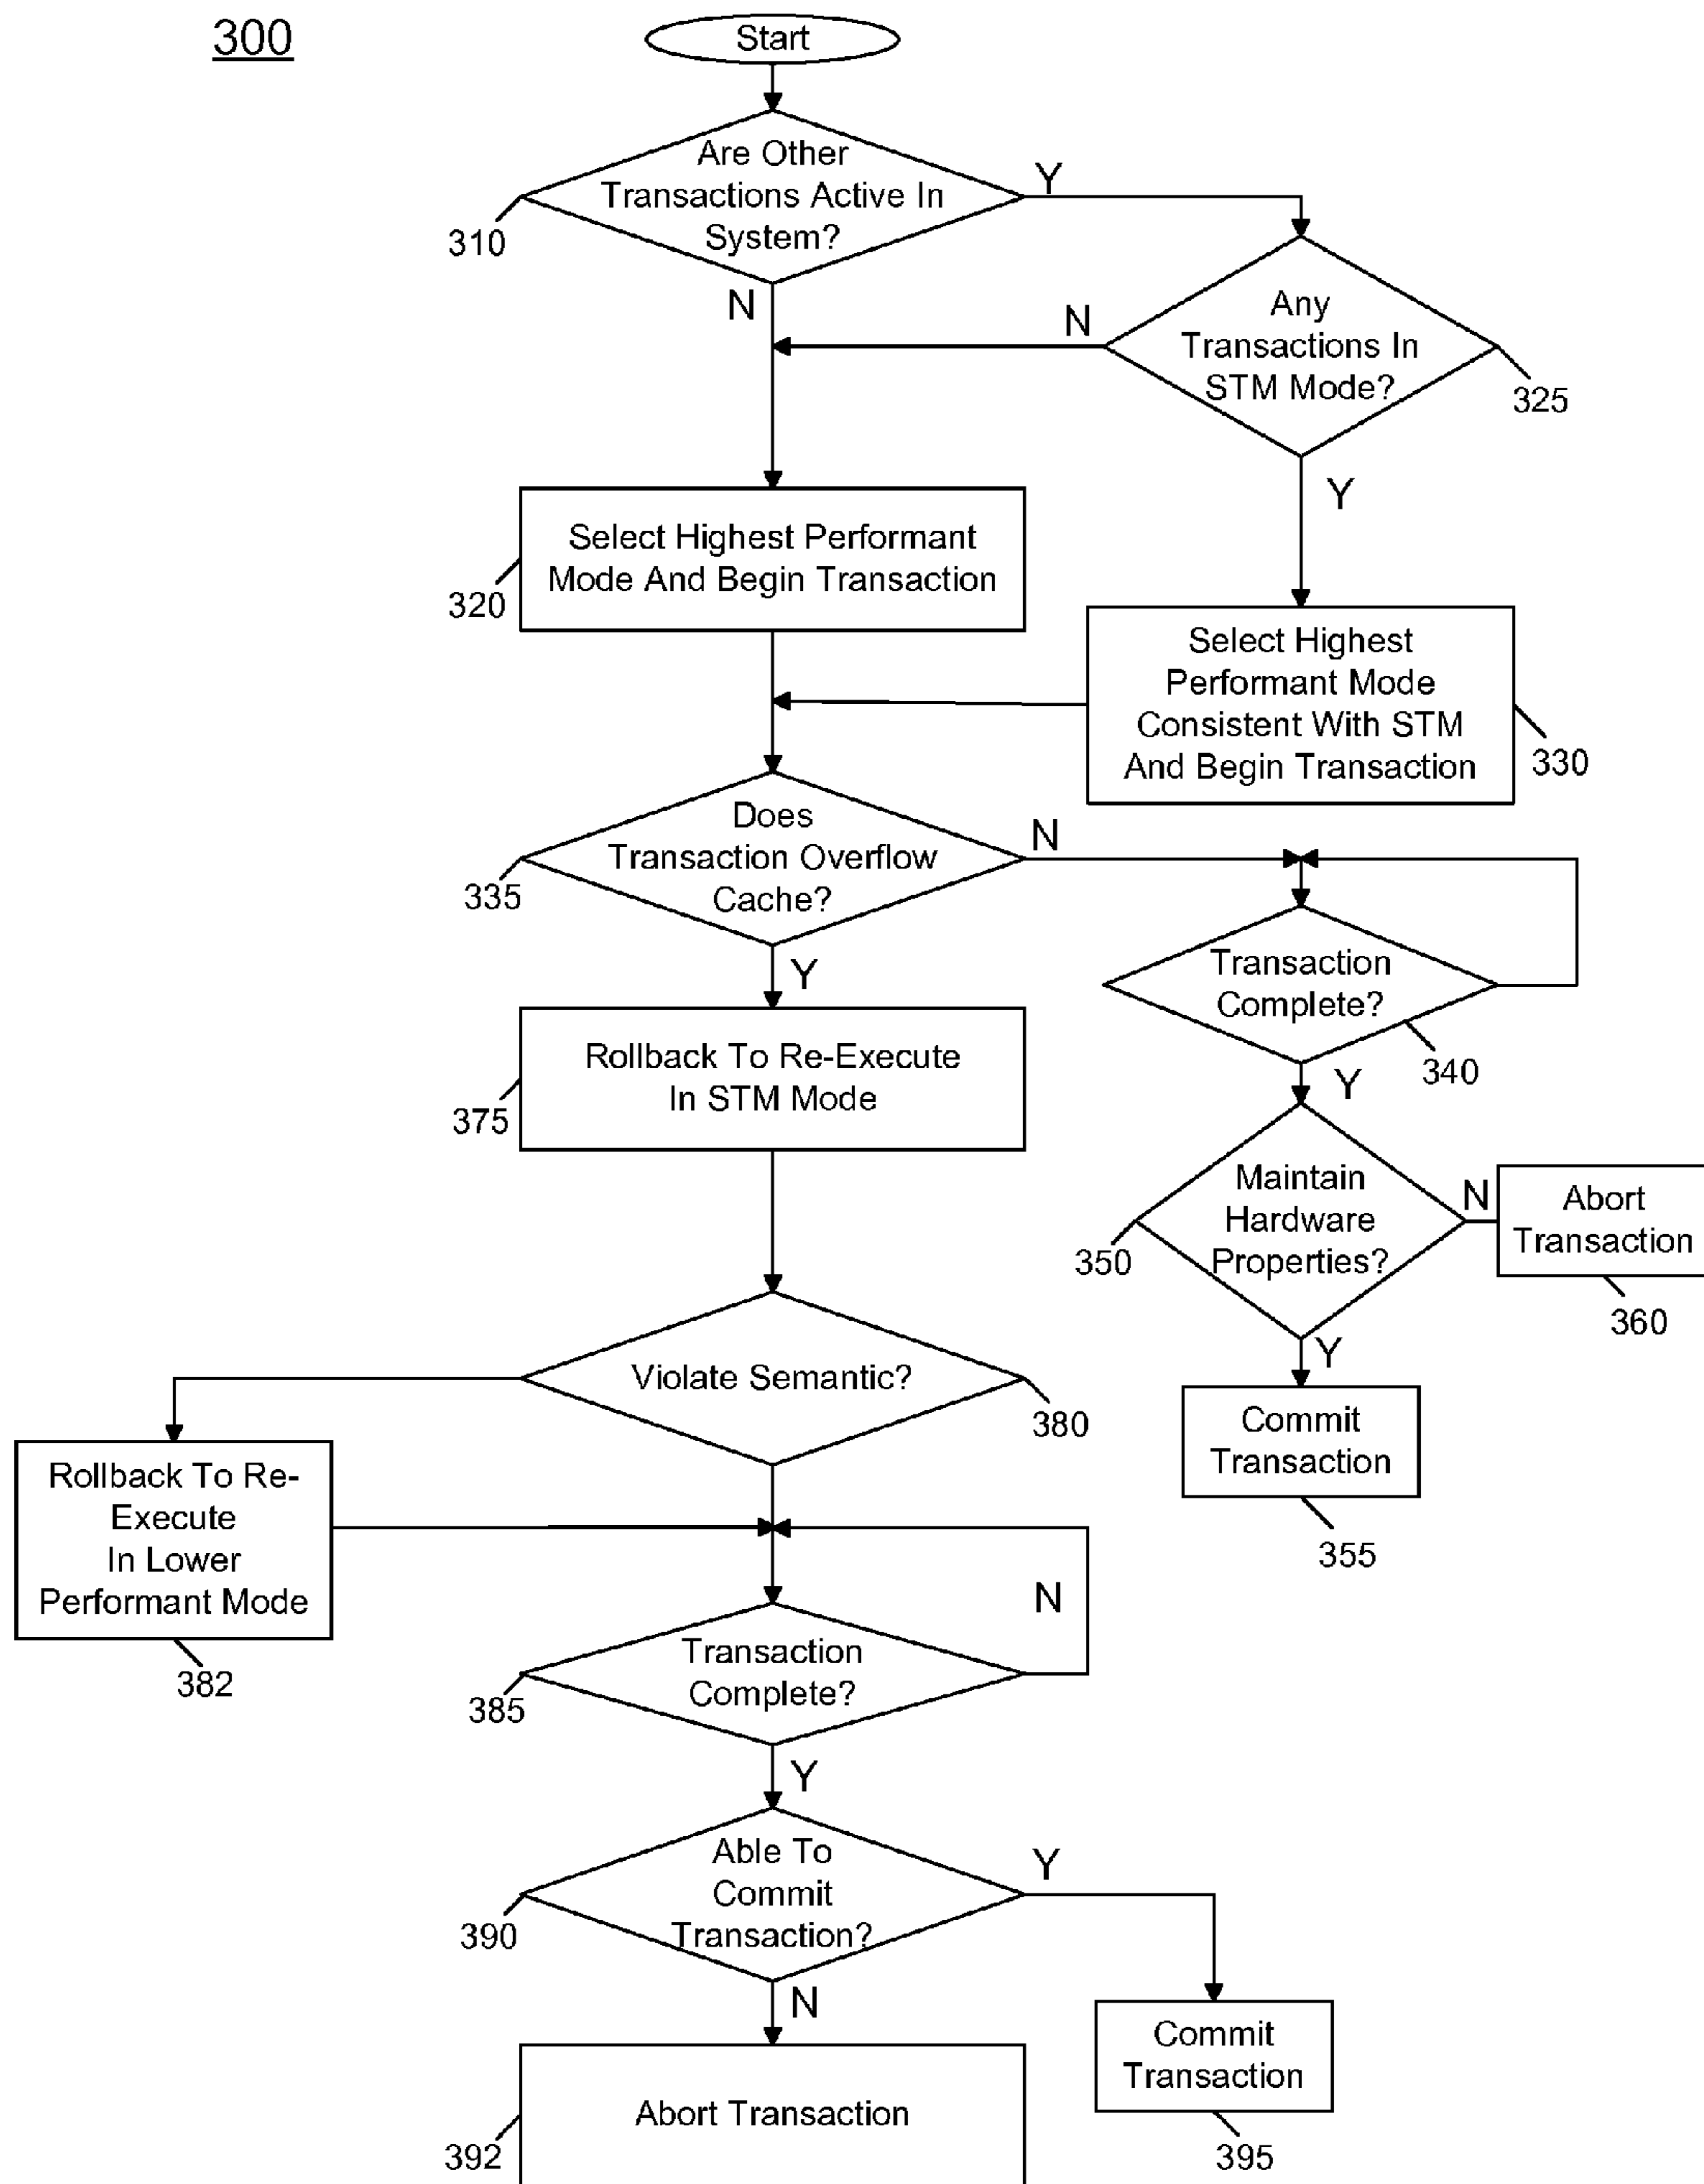 300
Start
Are Other
Transactions Active In
System?
Y
310
N
Any
Transactions In
STM Mode?
N
325
Y
Select Highest Performant
Mode And Begin Transaction
320
Select Highest
Performant Mode
Consistent With STM
And Begin Transaction
330
Does
Transaction Overflow
Cache?
N
335
Y
Transaction
Complete?
340
Y
Rollback To Re-Execute
In STM Mode
375
Maintain
Hardware
Properties?
N
350
Y
Abort
Transaction
360
Commit
Transaction
355
Violate Semantic?
380
Rollback To Re-
Execute
In Lower
Performant Mode
382
N
Transaction
Complete?
385
Y
Able To
Commit
Transaction?
Y
390
N
Commit
Transaction
395
Abort Transaction
392